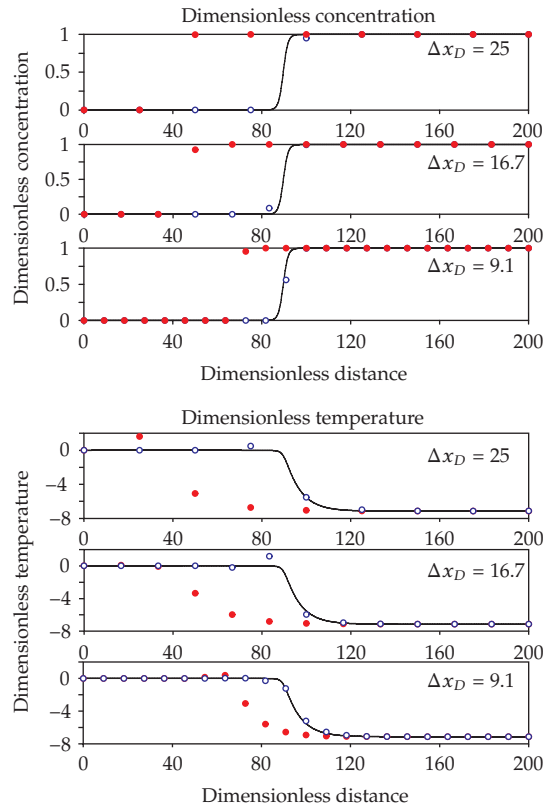 Dimensionless concentration
Dimensionless concentration
1
0.5
0
Δx_D = 25
0 40 80 120 160 200
1
0.5
0
Δx_D = 16.7
0 40 80 120 160 200
1
0.5
0
Δx_D = 9.1
0 40 80 120 160 200
Dimensionless distance
Dimensionless temperature
Dimensionless temperature
0
−4
−8
Δx_D = 25
0 40 80 120 160 200
0
−4
−8
Δx_D = 16.7
0 40 80 120 160 200
0
−4
−8
Δx_D = 9.1
0 40 80 120 160 200
Dimensionless distance